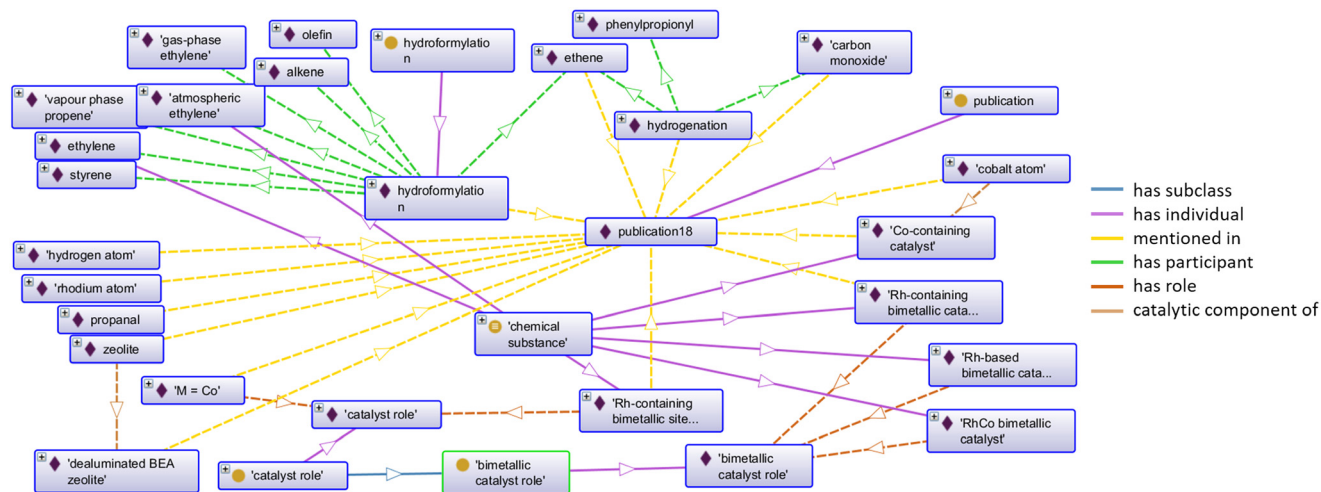 'gas-phase
ethylene'
olefin
hydroformylatio
n
phenylpropionyl
ethene
'carbon
monoxide'
alkene
'vapour phase
propene'
'atmospheric
ethylene'
publication
hydrogenation
ethylene
styrene
hydroformylatio
n
'cobalt atom'
has subclass
has individual
mentioned in
has participant
has role
catalytic component of
publication18
'Co-containing
catalyst'
'hydrogen atom'
'rhodium atom'
propanal
zeolite
'chemical
substance'
'Rh-containing
bimetallic cata...
'Rh-based
bimetallic cata...
'M = Co'
'catalyst role'
'Rh-containing
bimetallic site...
'RhCo bimetallic
catalyst'
'dealuminated BEA
zeolite'
'catalyst role'
'bimetallic
catalyst role'
'bimetallic
catalyst role'